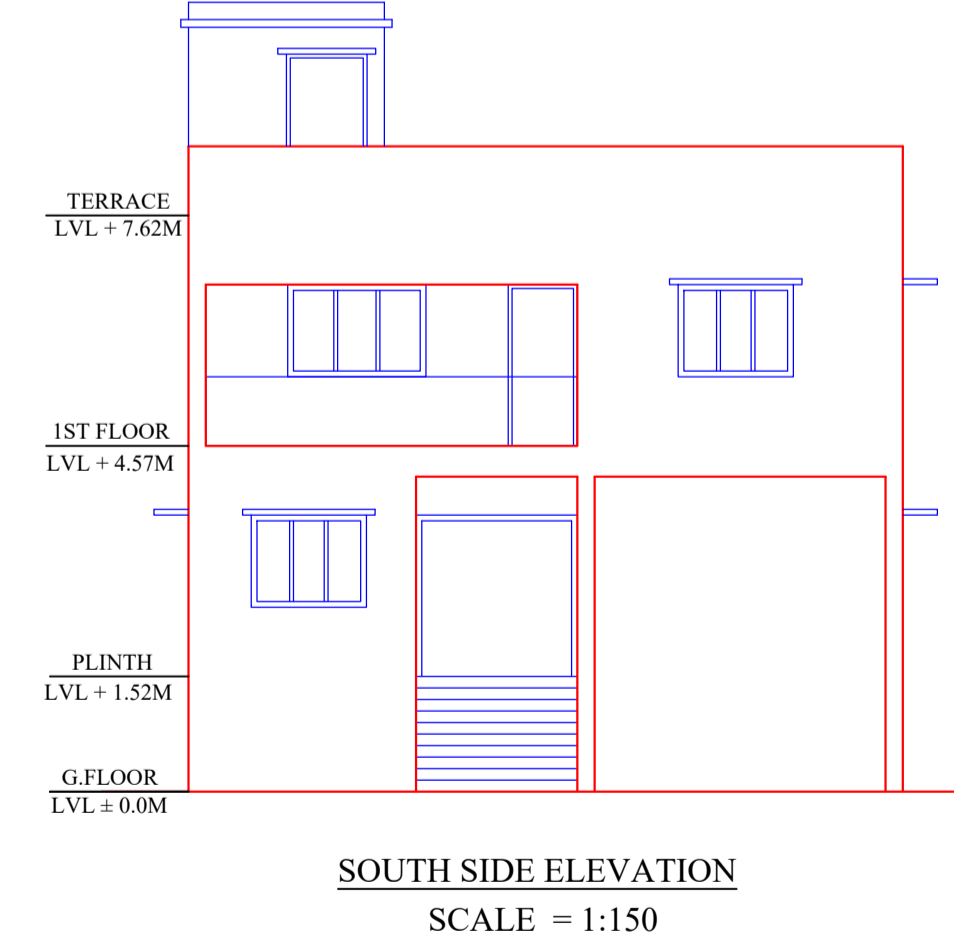 TERRACE
LVL + 7.62M
1ST FLOOR
LVL + 4.57M
PLINTH
LVL + 1.52M
G.FLOOR
LVL ± 0.0M
SOUTH SIDE ELEVATION
SCALE = 1:150